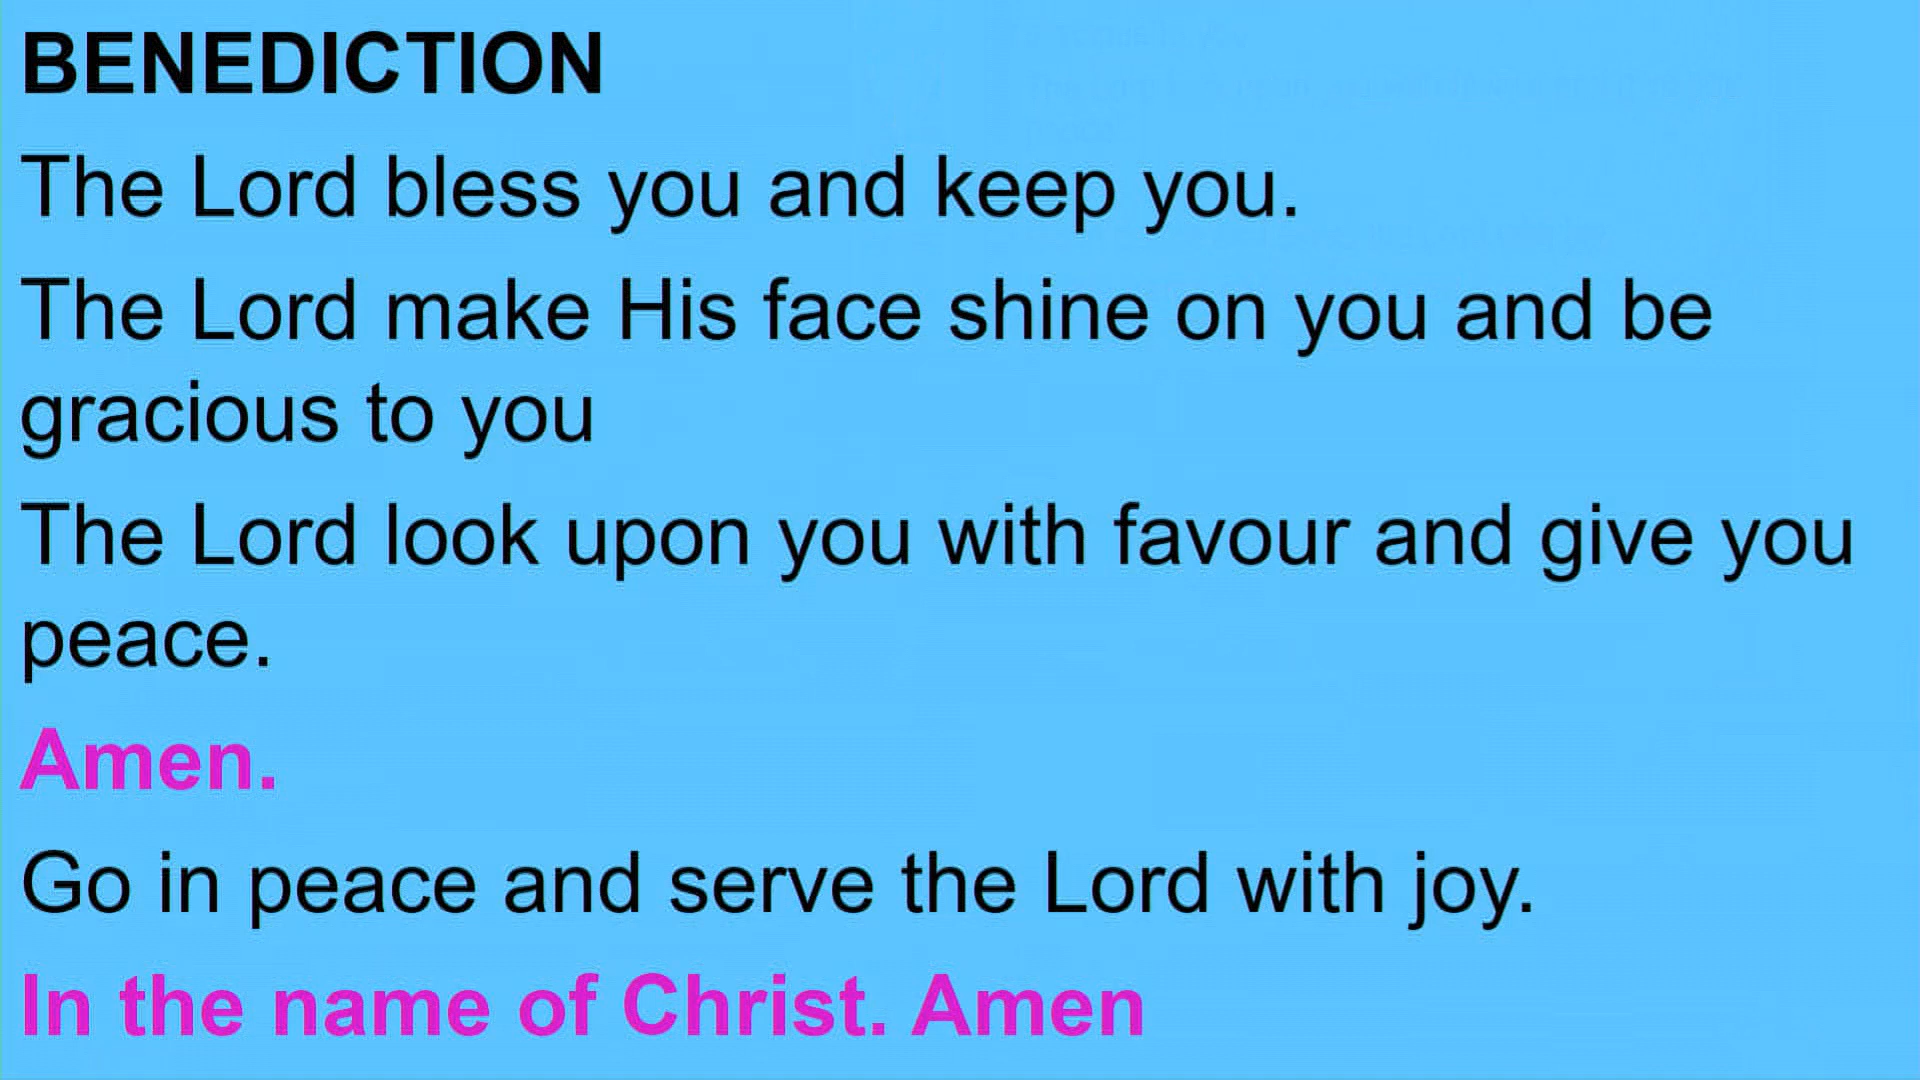 BENEDICTION
The Lord bless you and keep you.
The Lord make His face shine on you and be
gracious to you
The Lord look upon you with favour and give you
peace.
Amen.
Go in peace and serve the Lord with joy.
In the name of Christ. Amen